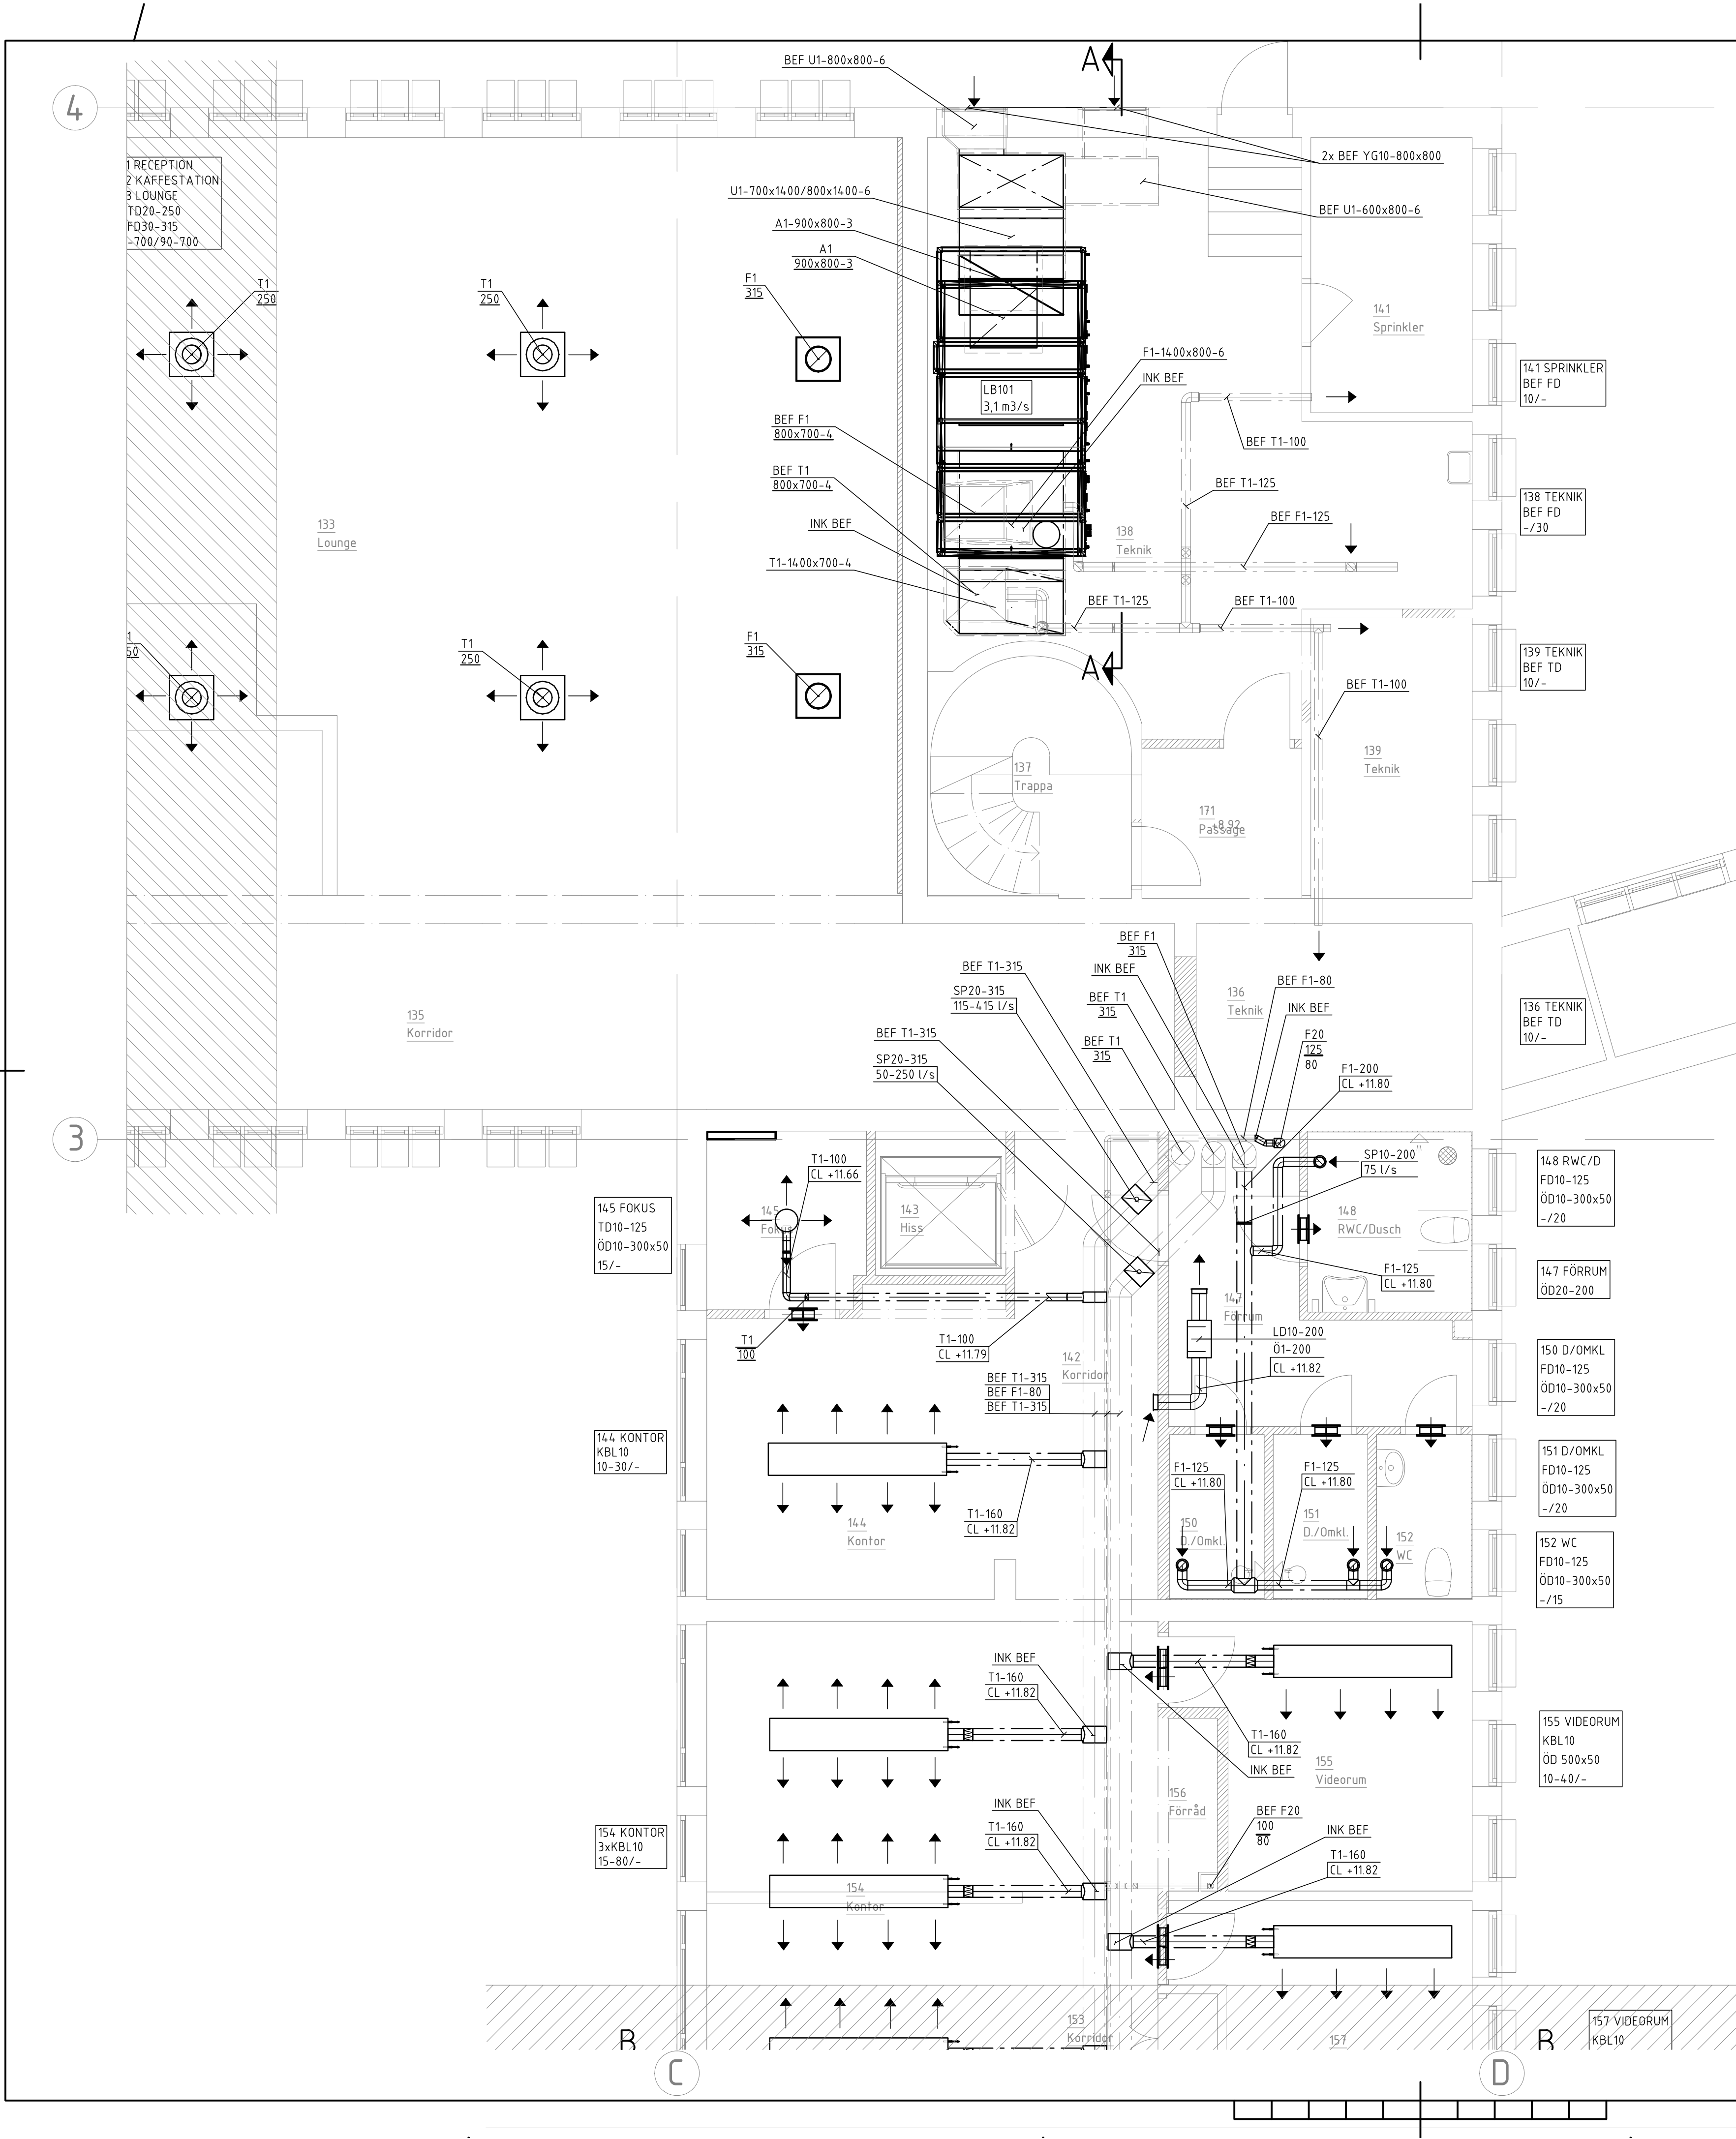 BEF U1-800x800-6
A
4
2x BEF YG10-800x800
1 RECEPTION
2 KAFFESTATION
3 LOUNGE
TD20-250
FD30-315
-700/90-700
U1-700x1400/800x1400-6
BEF U1-600x800-6
A1-900x800-3
A1
900x800-3
T1
250
T1
250
F1
315
141
Sprinkler
F1-1400x800-6
INK BEF
141 SPRINKLER
BEF FD
10/-
LB101
3,1 m3/s
BEF F1
800x700-4
BEF T1-100
BEF T1
800x700-4
BEF T1-125
138 TEKNIK
BEF FD
-/30
INK BEF
BEF F1-125
133
Lounge
138
Teknik
T1-1400x700-4
BEF T1-125
BEF T1-100
1
50
T1
250
F1
315
A
139 TEKNIK
BEF TD
10/-
BEF T1-100
139
Teknik
137
Trappa
171
Passage
+8.92
BEF F1
315
BEF T1-315
INK BEF
BEF F1-80
SP20-315
115-415 l/s
BEF T1
315
136
Teknik
INK BEF
136 TEKNIK
BEF TD
10/-
135
Korridor
BEF T1-315
BEF T1
315
F20
125
80
SP20-315
50-250 l/s
F1-200
CL +11.80
3
T1-100
CL +11.66
SP10-200
75 l/s
148 RWC/D
FD10-125
ÖD10-300x50
-/20
145 FOKUS
TD10-125
ÖD10-300x50
15/-
145
Fokus
143
Hiss
148
RWC/Dusch
F1-125
CL +11.80
147 FÖRRUM
ÖD20-200
147
Förrum
T1
100
T1-100
CL +11.79
LD10-200
Ö1-200
CL +11.82
142
Korridor
150 D/OMKL
FD10-125
ÖD10-300x50
-/20
BEF T1-315
BEF F1-80
BEF T1-315
144 KONTOR
KBL10
10-30/-
151 D/OMKL
FD10-125
ÖD10-300x50
-/20
F1-125
CL +11.80
F1-125
CL +11.80
T1-160
CL +11.82
144
Kontor
150
D./Omkl.
151
D./Omkl.
152
WC
152 WC
FD10-125
ÖD10-300x50
-/15
INK BEF
T1-160
CL +11.82
155 VIDEORUM
KBL10
ÖD 500x50
10-40/-
T1-160
CL +11.82
INK BEF
155
Videorum
156
Förråd
INK BEF
T1-160
CL +11.82
BEF F20
100
80
INK BEF
T1-160
CL +11.82
154 KONTOR
3xKBL10
15-80/-
154
Kontor
153
Korridor
157
157 VIDEORUM
KBL10
B
B
C
D